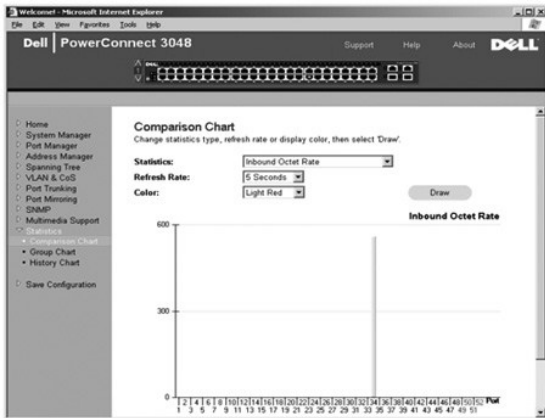 Welcome! - Microsoft Internet Explorer
File Edit View Favorites Tools Help
Dell | PowerConnect 3048
Support Help About DELL
Home
System Manager
Port Manager
Address Manager
Spanning Tree
VLAN & CoS
Port Trunking
Port Mirroring
SNMP
Multimedia Support
Statistics
Comparison Chart
Group Chart
History Chart
Save Configuration
Comparison Chart
Change statistics type, refresh rate or display color, then select 'Draw'.
Statistics: Inbound Octet Rate
Refresh Rate: 5 Seconds
Color: Light Red Draw
Inbound Octet Rate
600
300
0
2 4 6 8 10 12 14 16 18 20 22 24 26 28 30 32 34 36 38 40 42 44 46 48 50 52 Port
1 3 5 7 9 11 13 15 17 19 21 23 25 27 29 31 33 35 37 39 41 43 45 47 49 51